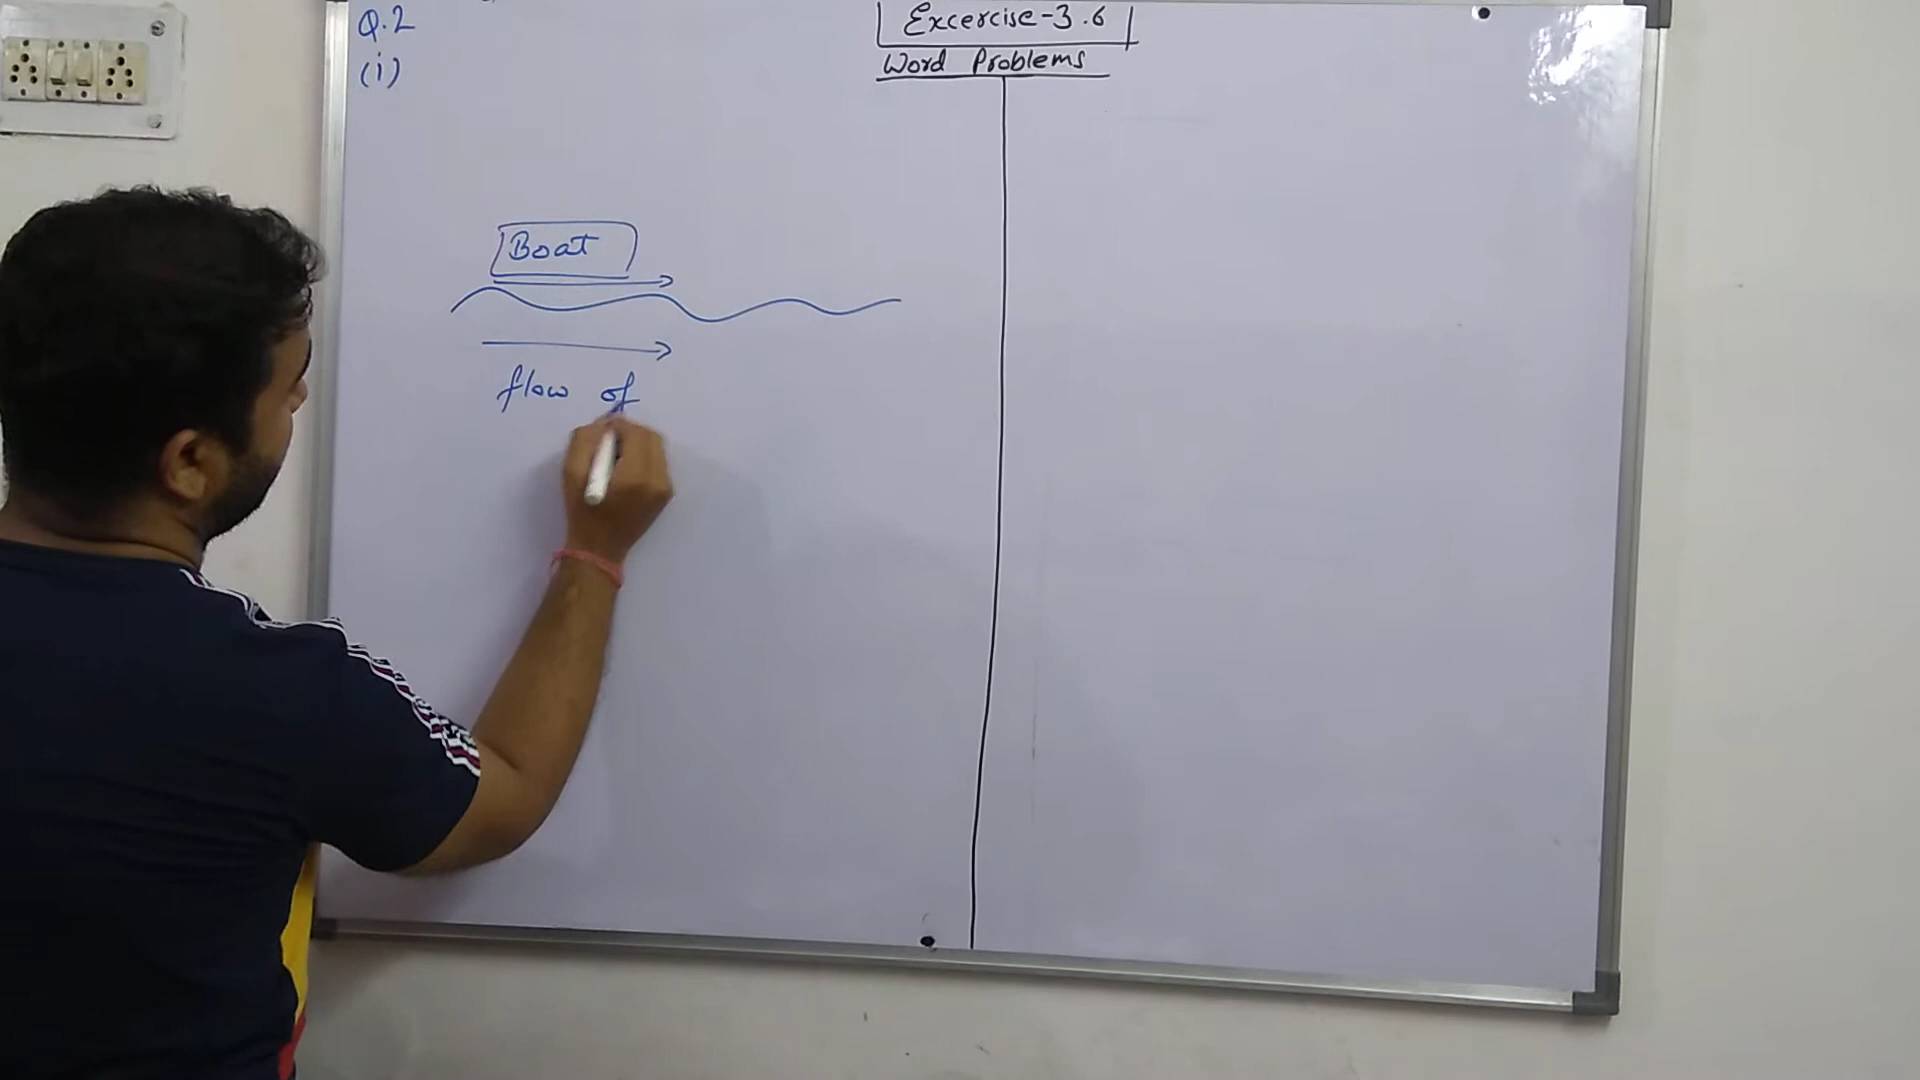 Q.2
(i)
Excercise-3.6
Word Problems
Boat
flow of